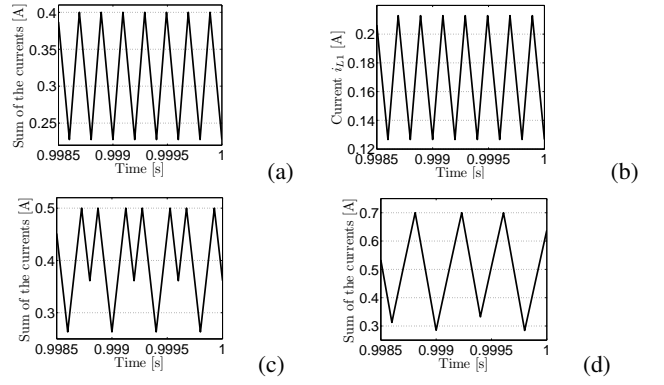 Sum of the currents [A]
0.4
0.35
0.3
0.25
0.9985
0.999
0.9995
1
Time [s]
(a)
Current i_{L1} [A]
0.2
0.18
0.16
0.14
0.12
0.9985
0.999
0.9995
1
Time [s]
(b)
Sum of the currents [A]
0.5
0.4
0.3
0.9985
0.999
0.9995
1
Time [s]
(c)
Sum of the currents [A]
0.7
0.6
0.5
0.4
0.3
0.9985
0.999
0.9995
1
Time [s]
(d)